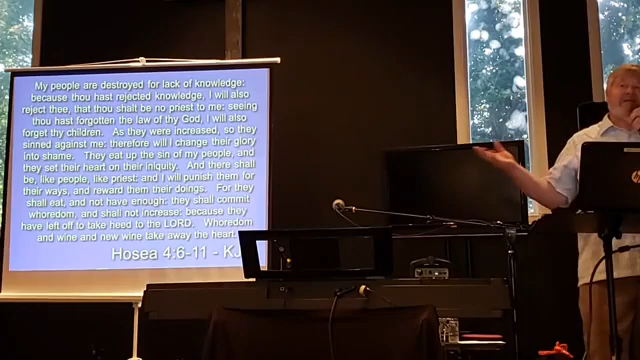 My people are destroyed for lack of knowledge:
because thou hast rejected knowledge, I will also
reject thee, that thou shalt be no priest to me: seeing
thou hast forgotten the law of thy God, I will also
forget thy children. As they were increased, so they
sinned against me: therefore will I change their glory
into shame. They eat up the sin of my people, and
they set their heart on their iniquity. And there shall
be, like people, like priest: and I will punish them for
their ways, and reward them their doings. For they
shall eat, and not have enough: they shall commit
whoredom, and shall not increase: because they
have left off to take heed to the LORD. Whoredom
and wine and new wine take away the heart.
Hosea 4:6-11 - KJ
hp